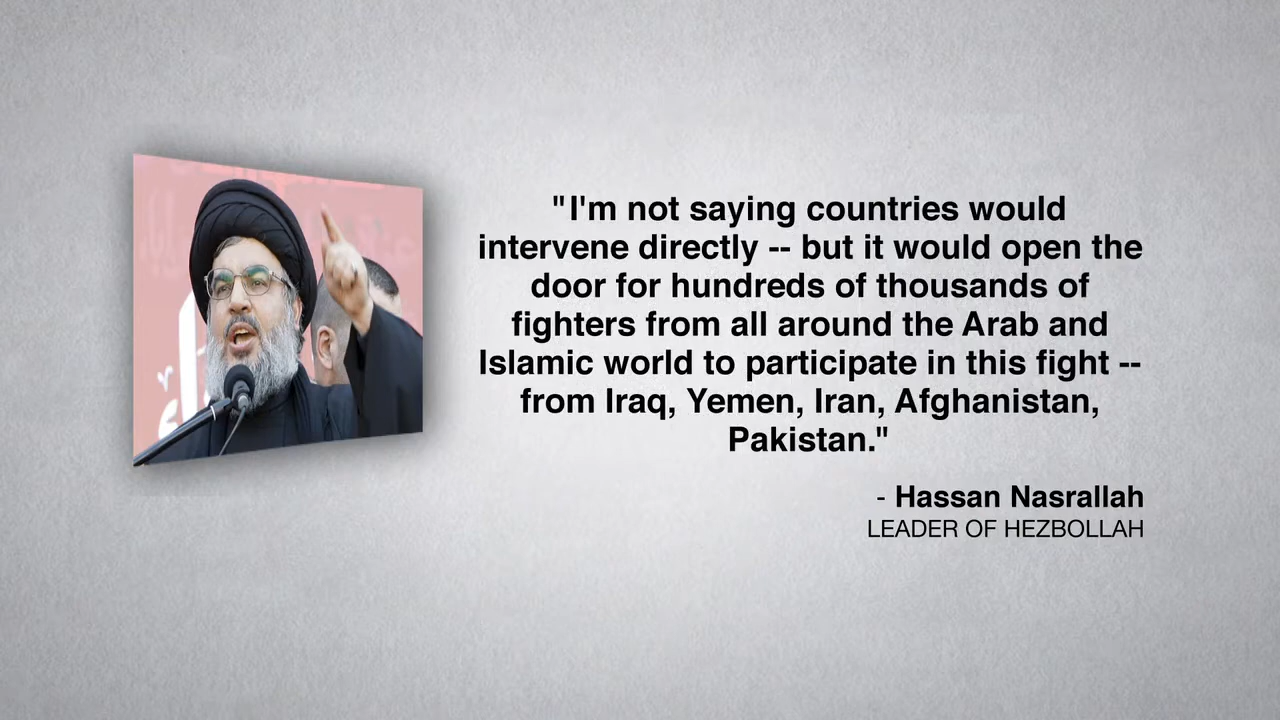 "I'm not saying countries would
intervene directly -- but it would open the
door for hundreds of thousands of
fighters from all around the Arab and
Islamic world to participate in this fight --
from Iraq, Yemen, Iran, Afghanistan,
Pakistan."
- Hassan Nasrallah
LEADER OF HEZBOLLAH